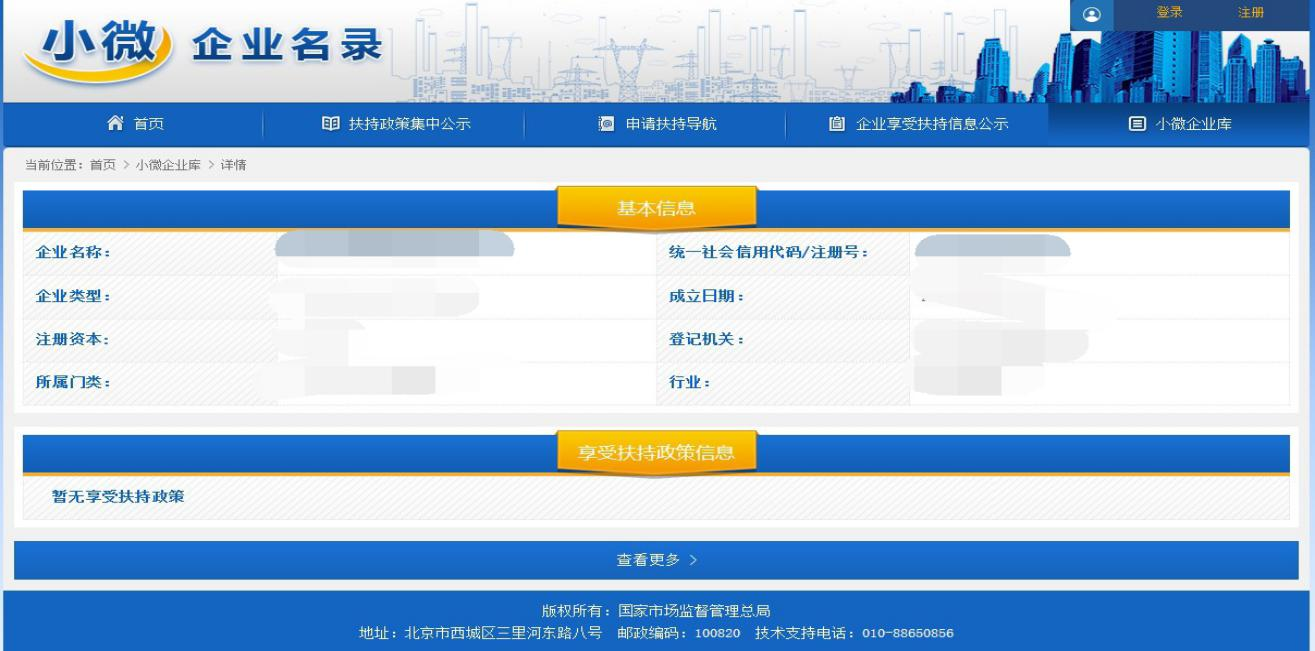 登录 注册
小微企业名录
首页 扶持政策集中公示 申请扶持导航 企业享受扶持信息公示 小微企业库
当前位置：首页 > 小微企业库 > 详情
基本信息
企业名称： 统一社会信用代码/注册号：
企业类型： 成立日期：
注册资本： 登记机关：
所属门类： 行业：
享受扶持政策信息
暂无享受扶持政策
查看更多 >
版权所有：国家市场监督管理总局
地址：北京市西城区三里河东路八号 邮政编码：100820 技术支持电话：010-88650856